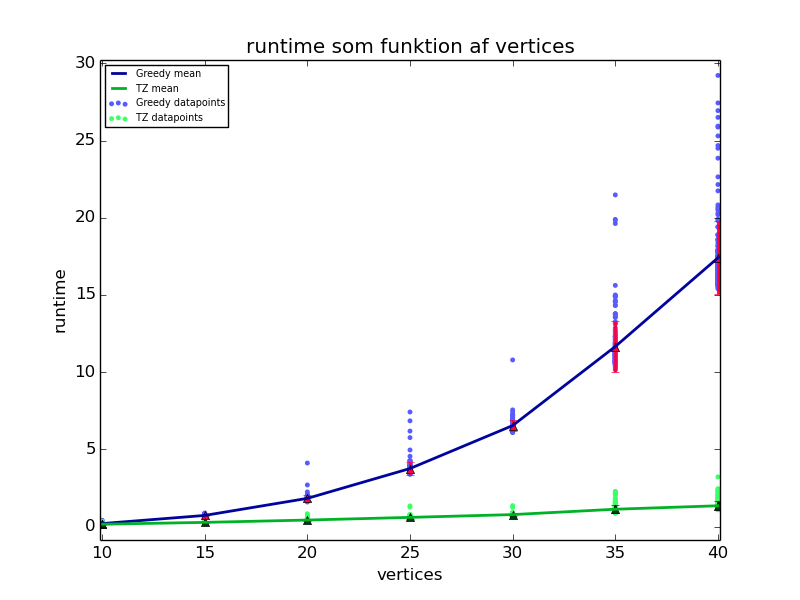 runtime som funktion af vertices
30
25
20
15
10
5
0
runtime
Greedy mean
TZ mean
Greedy datapoints
TZ datapoints
10 15 20 25 30 35 40
vertices